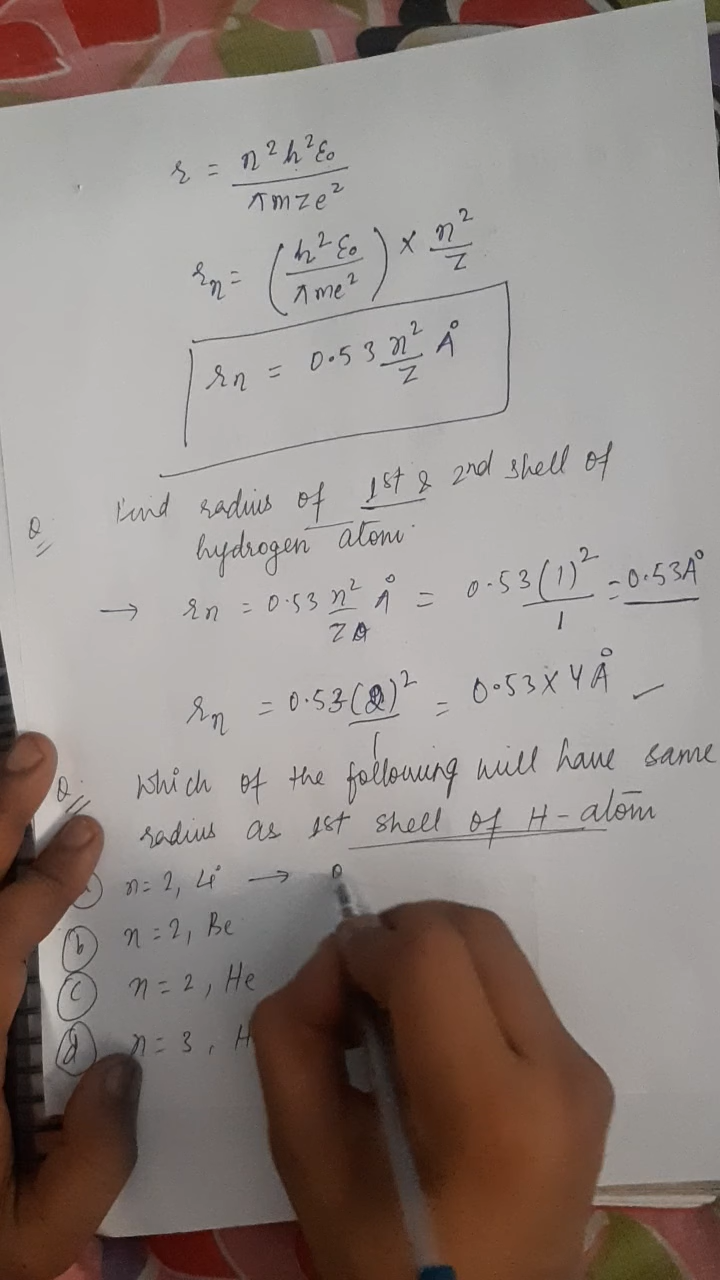 r = n²h²ε₀ / πmze²
rn = (h²ε₀ / πme²) × n²/Z
rn = 0.53 n²/Z Å
Q Find radius of 1st & 2nd shell of
hydrogen atom.
→ rn = 0.53 n²/Z Å = 0.53(1)²/1 = 0.53Å
rn = 0.53(2)²/1 = 0.53×4Å
Q. Which of the following will have same
radius as 1st shell of H-atom
n=2, Li →
(b) n=2, Be
(c) n=2, He
(d) n=3, H